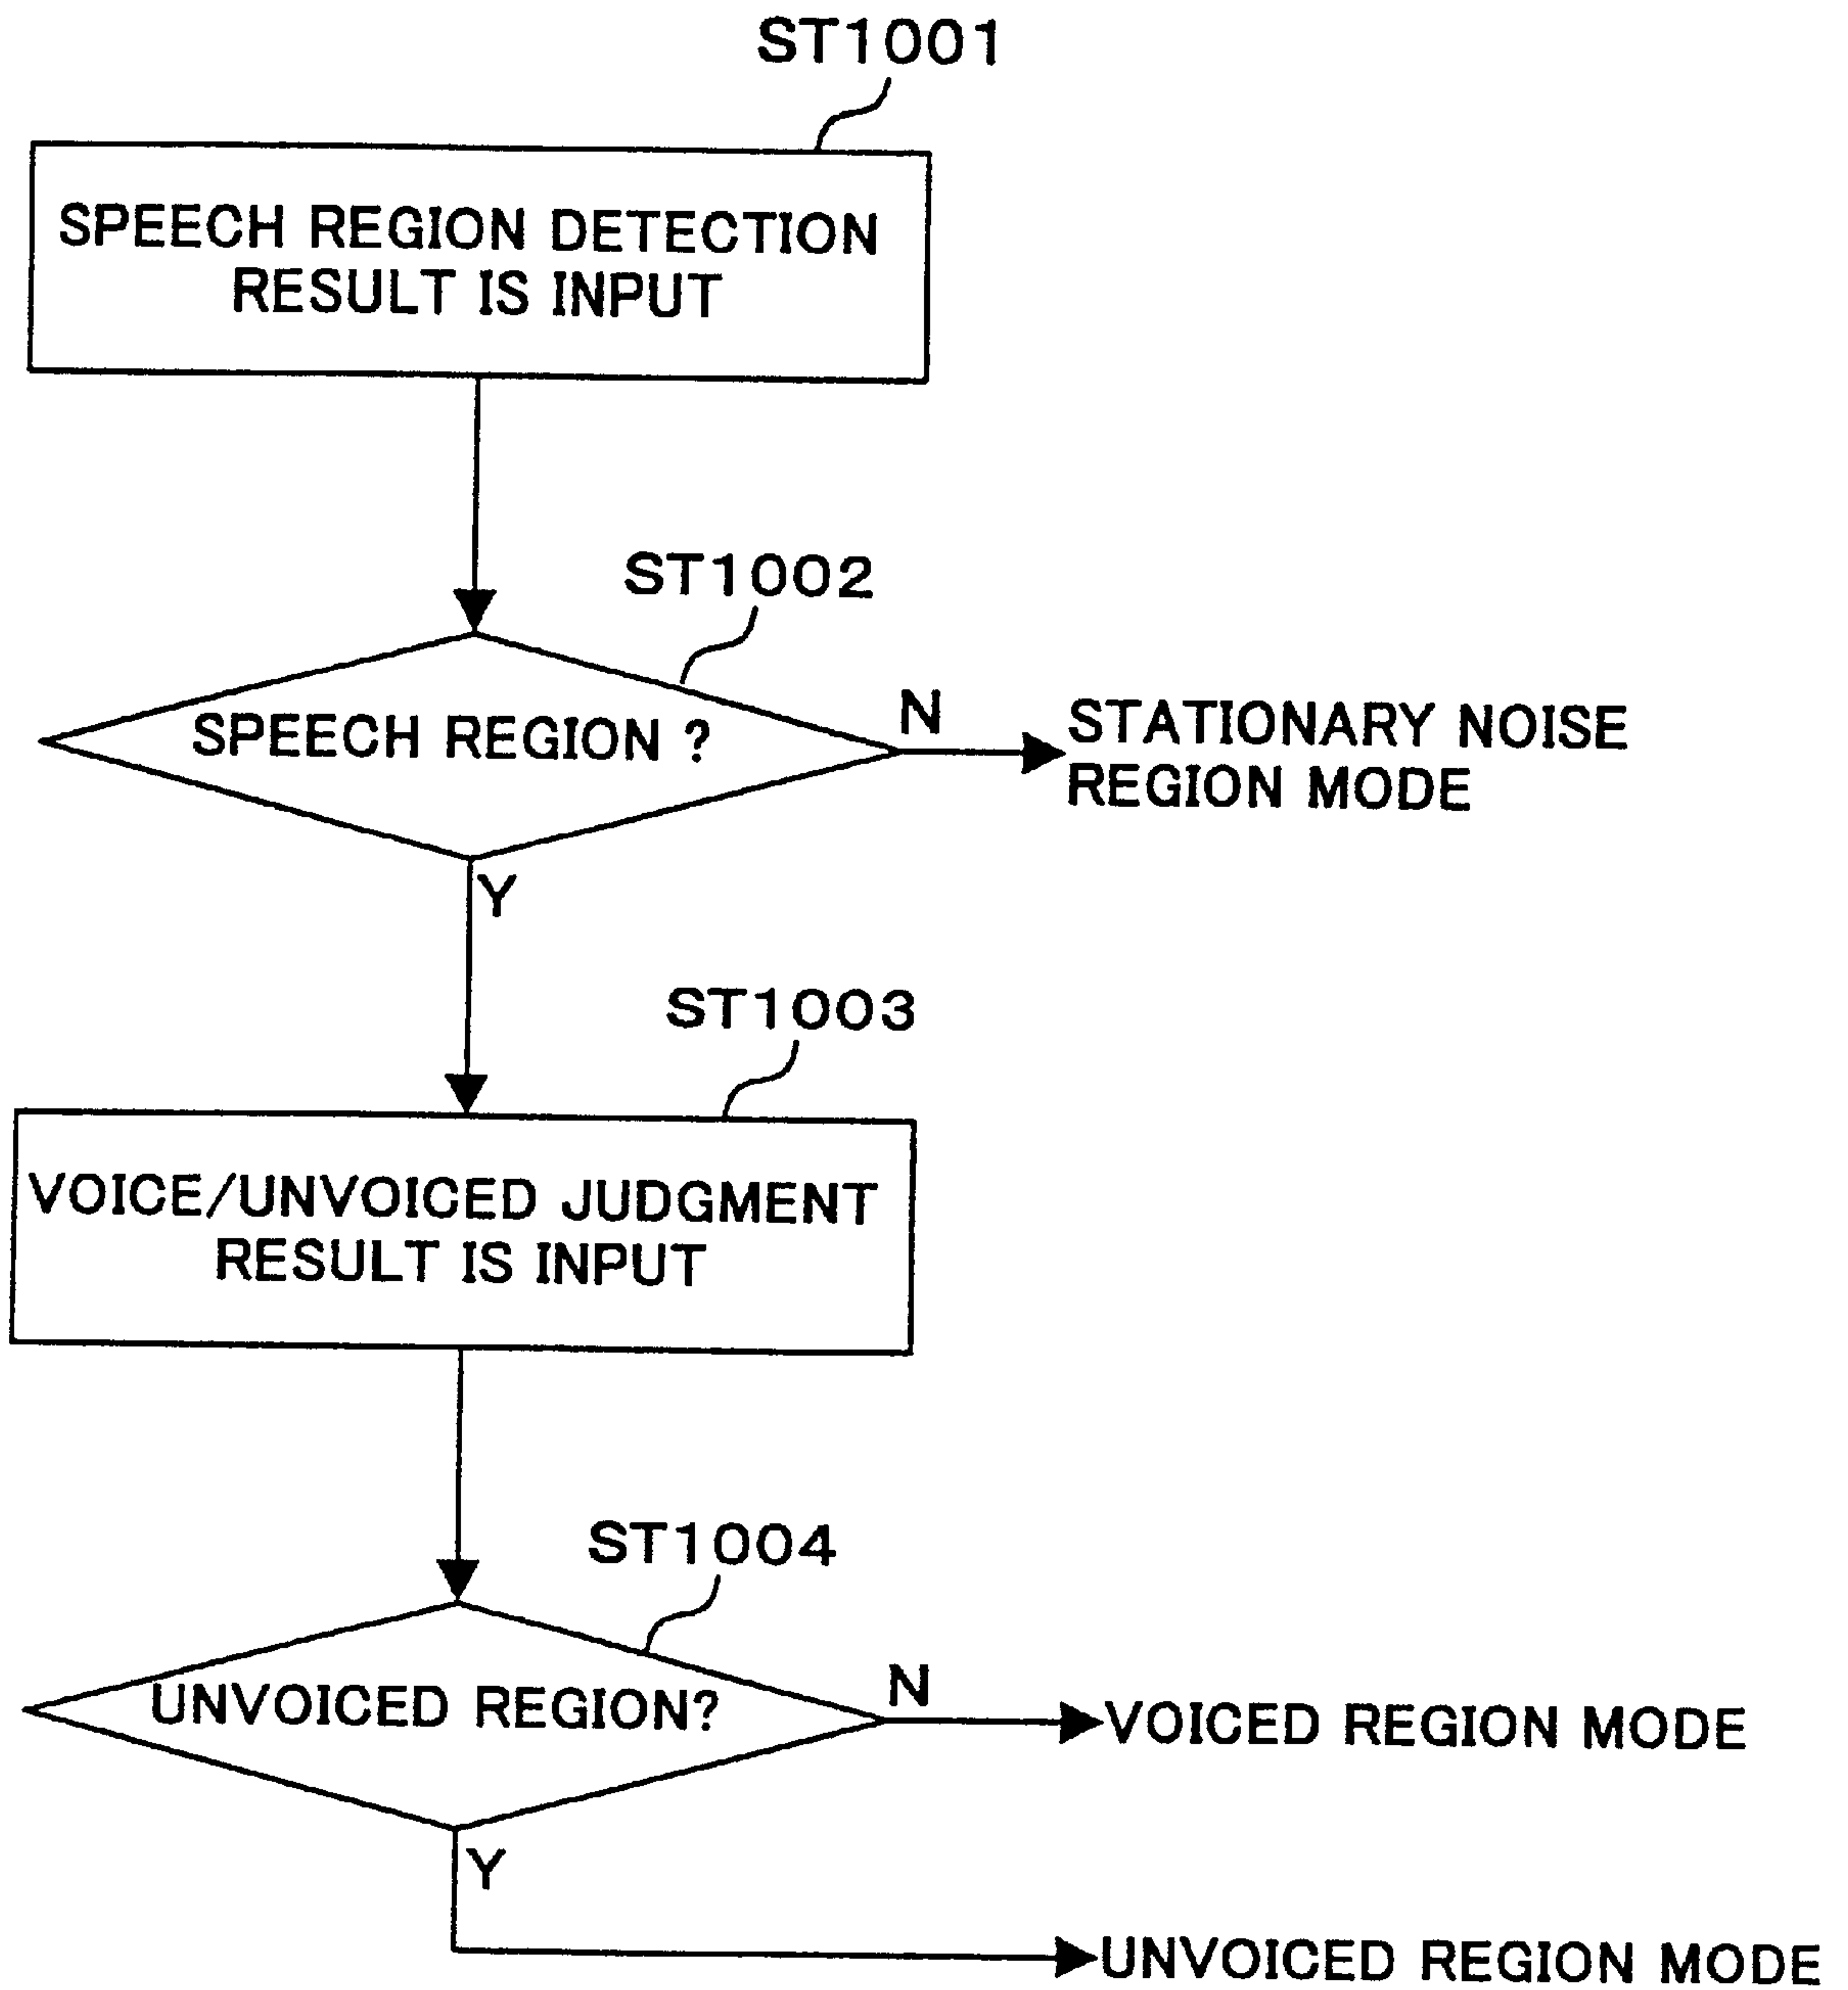 ST1001
SPEECH REGION DETECTION
RESULT IS INPUT
ST1002
SPEECH REGION ?
N
STATIONARY NOISE
REGION MODE
Y
ST1003
VOICE/UNVOICED JUDGMENT
RESULT IS INPUT
ST1004
UNVOICED REGION?
N
VOICED REGION MODE
Y
UNVOICED REGION MODE